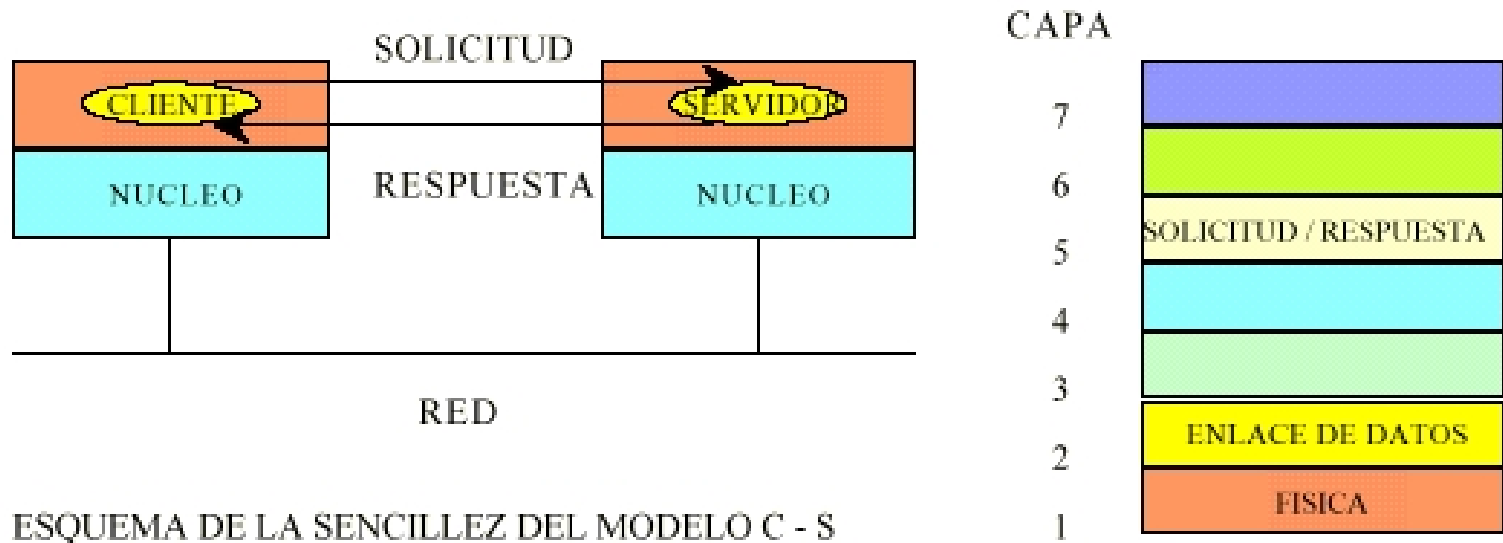 SOLICITUD
CLIENTE
SERVIDOR
RESPUESTA
NUCLEO
NUCLEO
RED
ESQUEMA DE LA SENCILLEZ DEL MODELO C - S
CAPA
7
6
5 SOLICITUD / RESPUESTA
4
3
2 ENLACE DE DATOS
1 FISICA